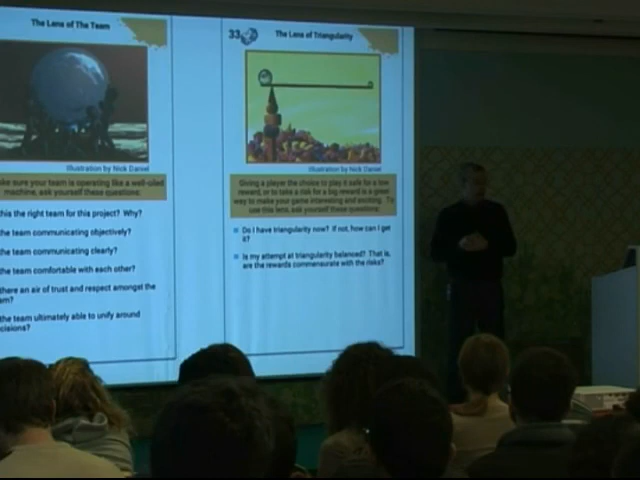 The Lens of The Team
Illustration by Nick Daniel
ke sure your team is operating like a well-oiled
machine, ask yourself these questions:
this the right team for this project? Why?
the team communicating objectively?
the team communicating clearly?
the team comfortable with each other?
there an air of trust and respect amongst the
am?
the team ultimately able to unify around
cisions?
33
The Lens of Triangularity
Illustration by Nick Daniel
Giving a player the choice to play it safe for a low
reward, or to take a risk for a big reward is a great
way to make your game interesting and exciting. To
use this lens, ask yourself these questions:
Do I have triangularity now? If not, how can I get
it?
Is my attempt at triangularity balanced? That is,
are the rewards commensurate with the risks?